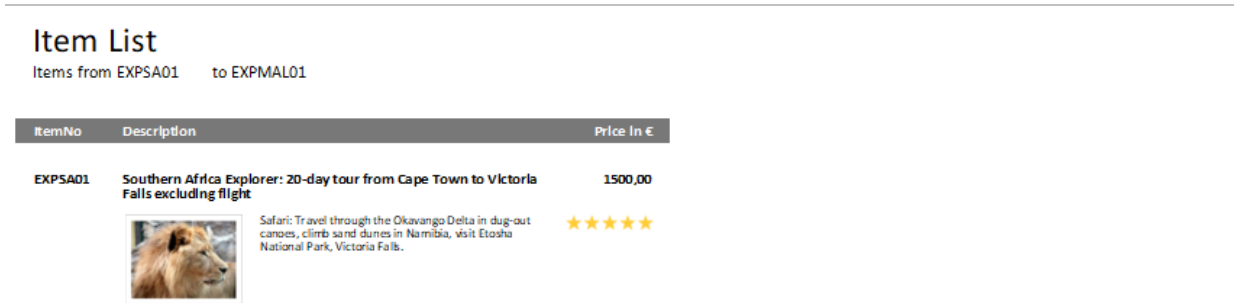 Item List
Items from EXPSA01 to EXPMAL01
ItemNo Description Price in €
EXPSA01 Southern Africa Explorer: 20-day tour from Cape Town to Victoria 1500,00
Falls excluding flight
Safari: Travel through the Okavango Delta in dug-out
canoes, climb sand dunes in Namibia, visit Etosha
National Park, Victoria Falls.